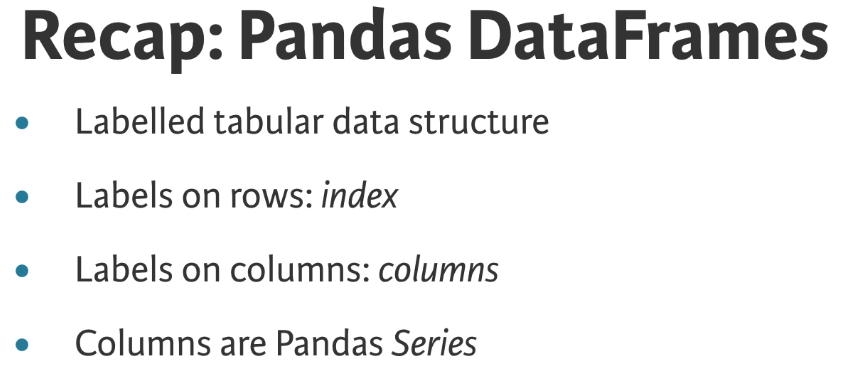 Recap: Pandas DataFrames
• Labelled tabular data structure
• Labels on rows: index
• Labels on columns: columns
• Columns are Pandas Series